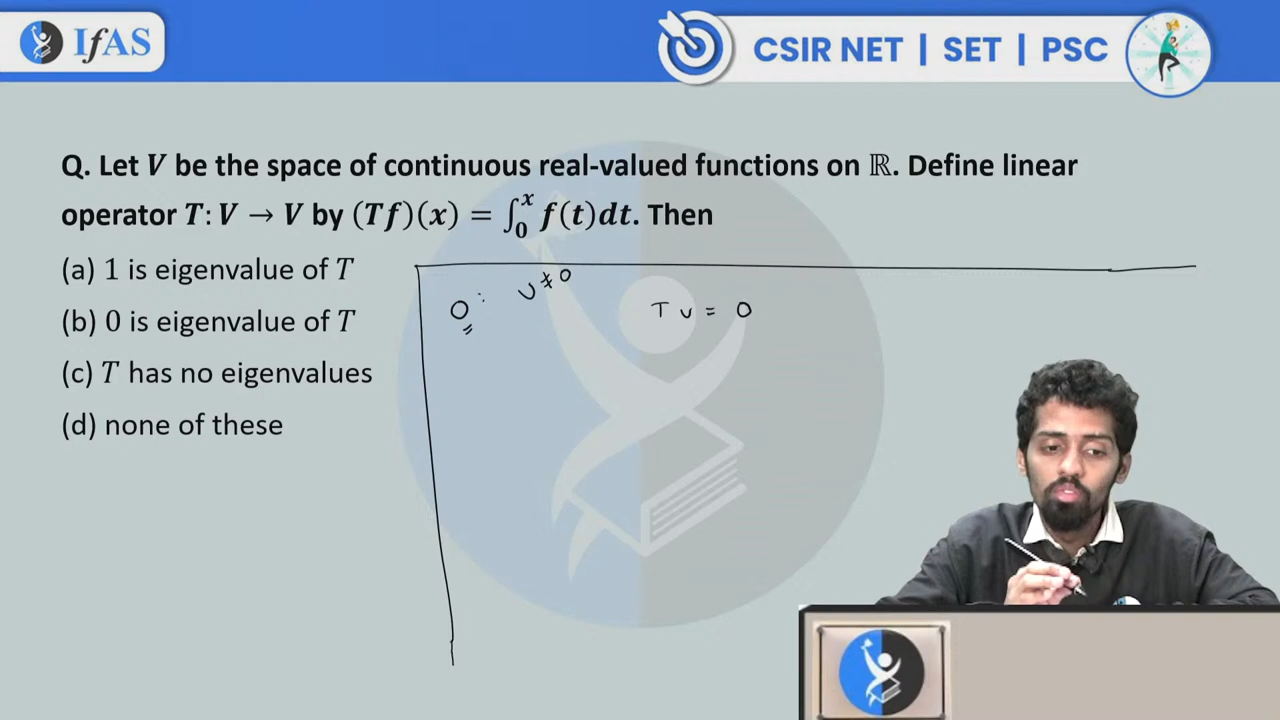 IfAS
CSIR NET | SET | PSC
Q. Let V be the space of continuous real-valued functions on ℝ. Define linear
operator T: V → V by (Tf)(x) = ∫₀ˣ f(t)dt. Then
(a) 1 is eigenvalue of T
(b) 0 is eigenvalue of T
(c) T has no eigenvalues
(d) none of these
0: v ≠ 0 Tv = 0